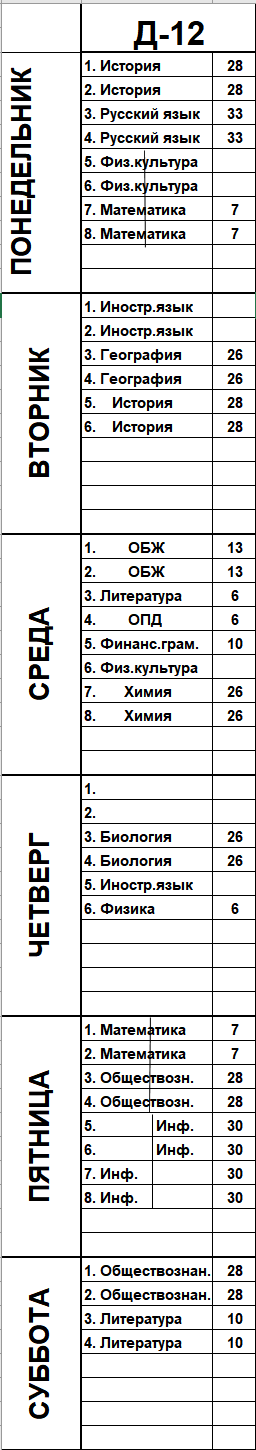 Д-12
ПОНЕДЕЛЬНИК
1. История 28
2. История 28
3. Русский язык 33
4. Русский язык 33
5. Физ.культура
6. Физ.культура
7. Математика 7
8. Математика 7
ВТОРНИК
1. Иностр.язык
2. Иностр.язык
3. География 26
4. География 26
5. История 28
6. История 28
СРЕДА
1. ОБЖ 13
2. ОБЖ 13
3. Литература 6
4. ОПД 6
5. Финанс.грам. 10
6. Физ.культура
7. Химия 26
8. Химия 26
ЧЕТВЕРГ
1.
2.
3. Биология 26
4. Биология 26
5. Иностр.язык
6. Физика 6
ПЯТНИЦА
1. Математика 7
2. Математика 7
3. Обществозн. 28
4. Обществозн. 28
5. Инф. 30
6. Инф. 30
7. Инф. 30
8. Инф. 30
СУББОТА
1. Обществознан. 28
2. Обществознан. 28
3. Литература 10
4. Литература 10